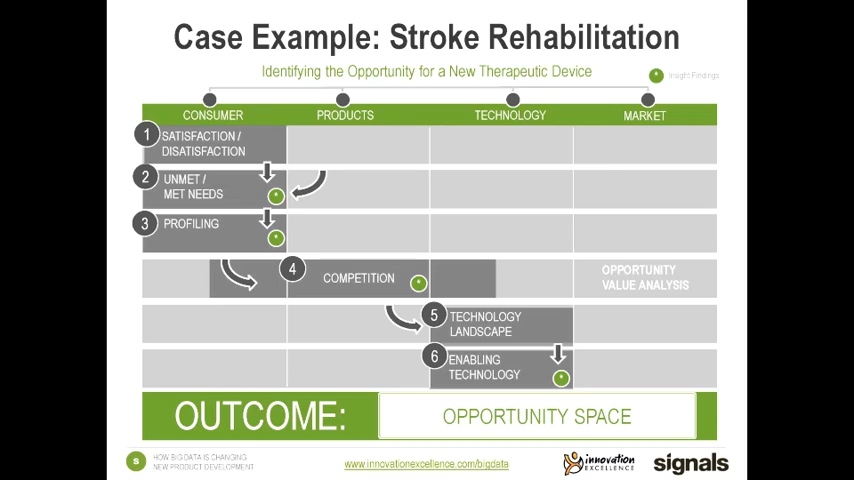 Case Example: Stroke Rehabilitation
Identifying the Opportunity for a New Therapeutic Device
* Insight Findings
CONSUMER PRODUCTS TECHNOLOGY MARKET
1 SATISFACTION /
DISATISFACTION
2 UNMET /
MET NEEDS
*
3 PROFILING
*
4 COMPETITION
*
OPPORTUNITY
VALUE ANALYSIS
5 TECHNOLOGY
LANDSCAPE
6 ENABLING
TECHNOLOGY
*
OUTCOME: OPPORTUNITY SPACE
S HOW BIG DATA IS CHANGING
NEW PRODUCT DEVELOPMENT
www.innovationexcellence.com/bigdata
innovation
EXCELLENCE
signals